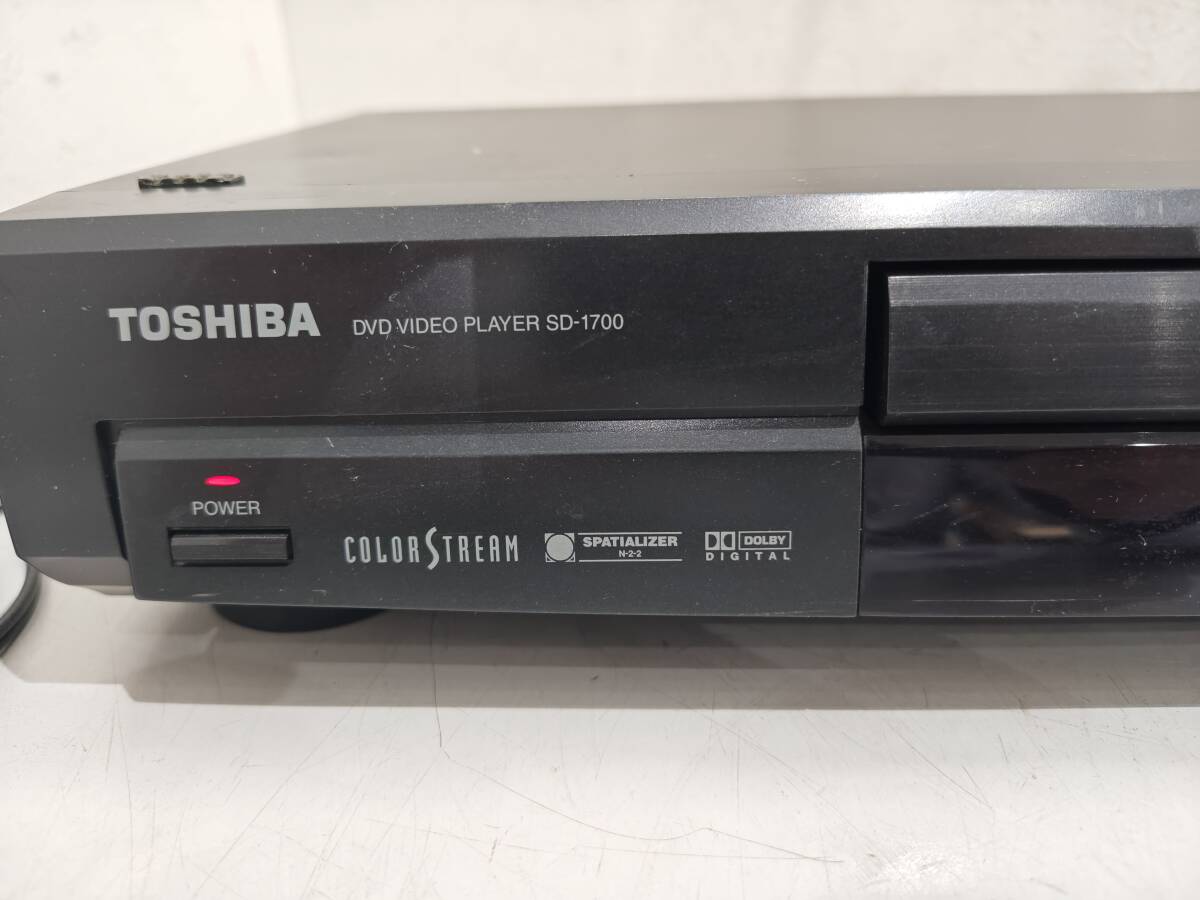 TOSHIBA DVD VIDEO PLAYER SD-1700
POWER
COLORSTREAM
SPATIALIZER
N-2-2
DOLBY
DIGITAL